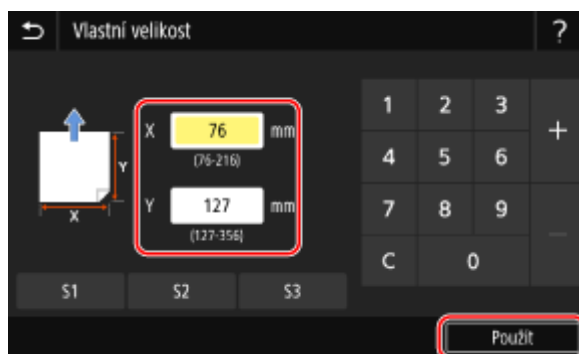 Vlastní velikost
?
X 76 mm
(76-216)
Y 127 mm
(127-356)
Y
X
1 2 3 +
4 5 6
7 8 9 -
C 0
S1 S2 S3
Použít